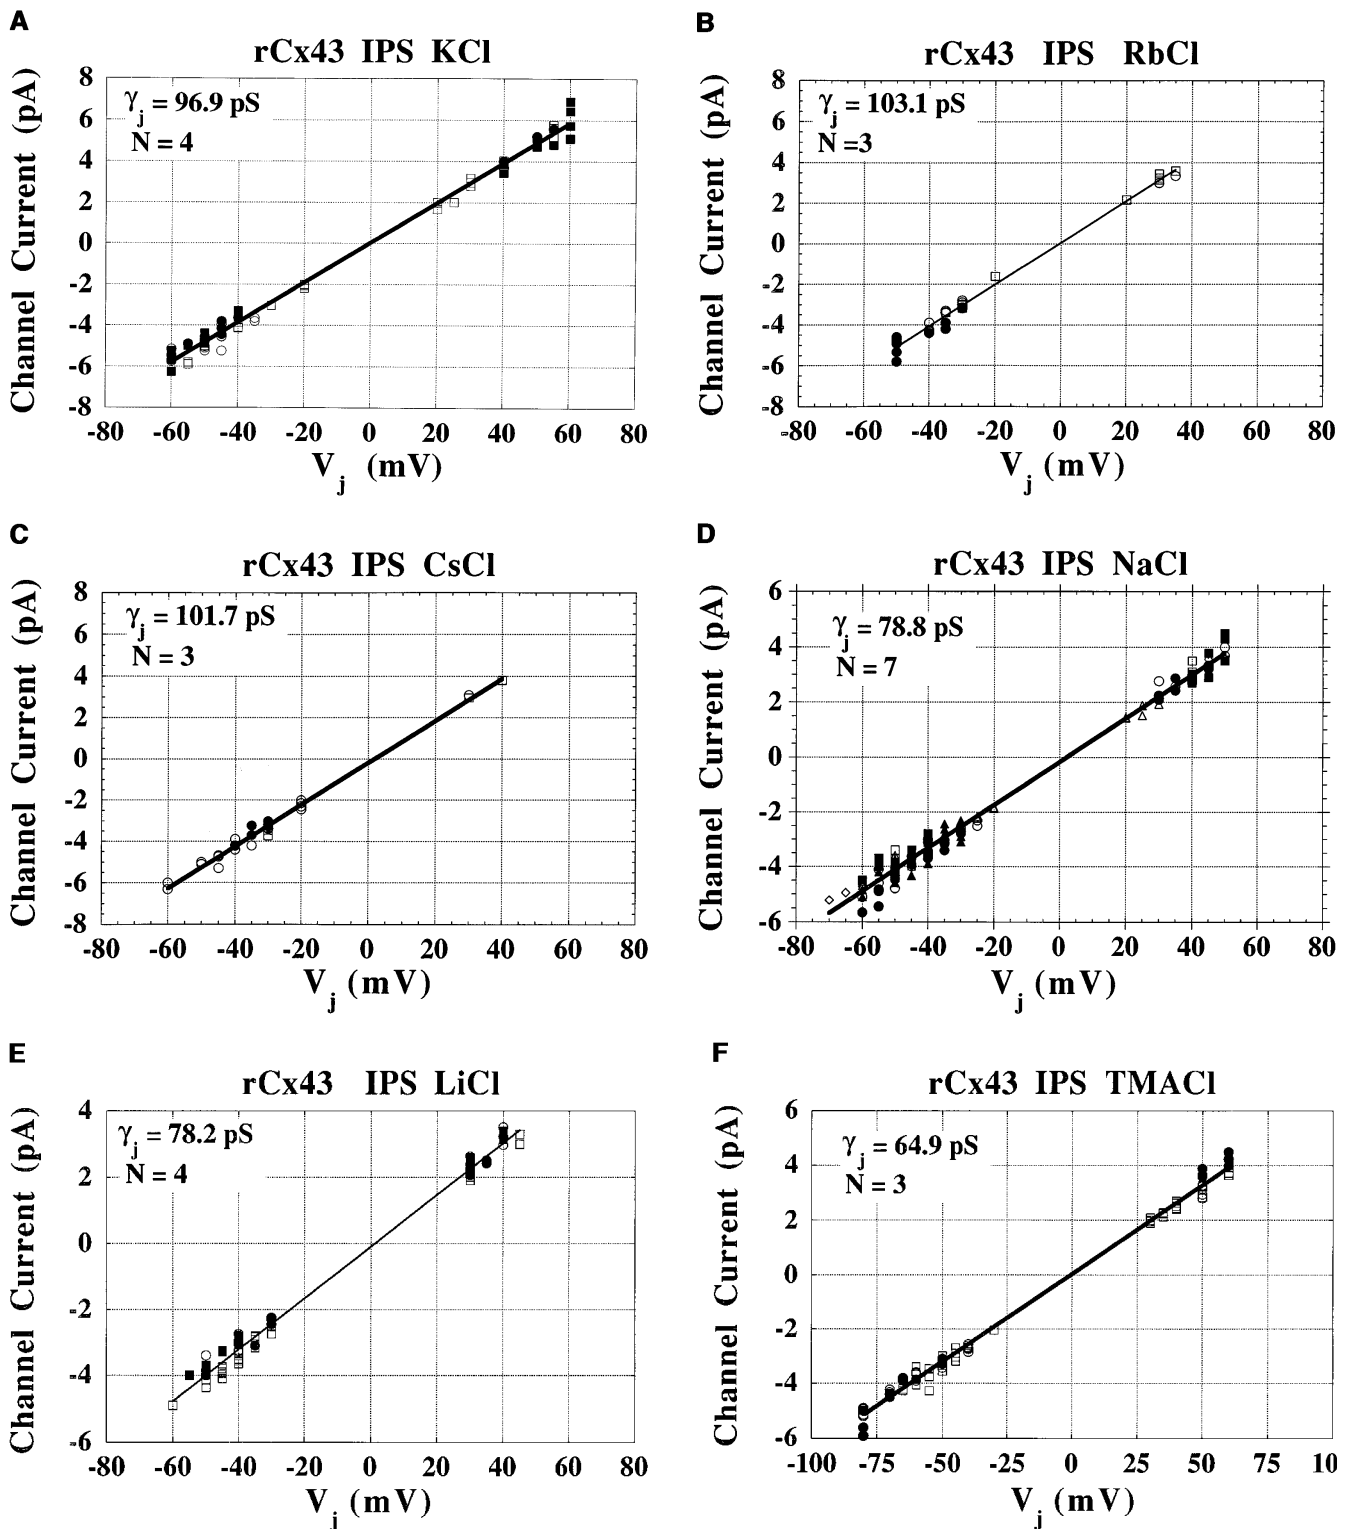 A
rCx43 IPS KCl
γj = 96.9 pS
N = 4
Channel Current (pA)
8
6
4
2
0
-2
-4
-6
-8
-80 -60 -40 -20 0 20 40 60 80
Vj (mV)
B
rCx43 IPS RbCl
γj = 103.1 pS
N =3
Channel Current (pA)
8
6
4
2
0
-2
-4
-6
-8
-80 -60 -40 -20 0 20 40 60 80
Vj (mV)
C
rCx43 IPS CsCl
γj = 101.7 pS
N = 3
Channel Current (pA)
8
6
4
2
0
-2
-4
-6
-8
-80 -60 -40 -20 0 20 40 60 80
Vj (mV)
D
rCx43 IPS NaCl
γj = 78.8 pS
N = 7
Channel Current (pA)
6
4
2
0
-2
-4
-6
-80 -60 -40 -20 0 20 40 60 80
Vj (mV)
E
rCx43 IPS LiCl
γj = 78.2 pS
N = 4
Channel Current (pA)
4
2
0
-2
-4
-6
-80 -60 -40 -20 0 20 40 60 80
Vj (mV)
F
rCx43 IPS TMACl
γj = 64.9 pS
N = 3
Channel Current (pA)
6
4
2
0
-2
-4
-6
-100 -75 -50 -25 0 25 50 75 10
Vj (mV)